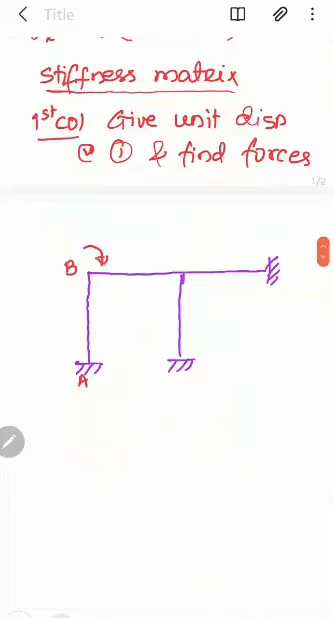 Title
Stiffness matrix
1st col Give unit disp
@ ① & find forces
1/2
B
A